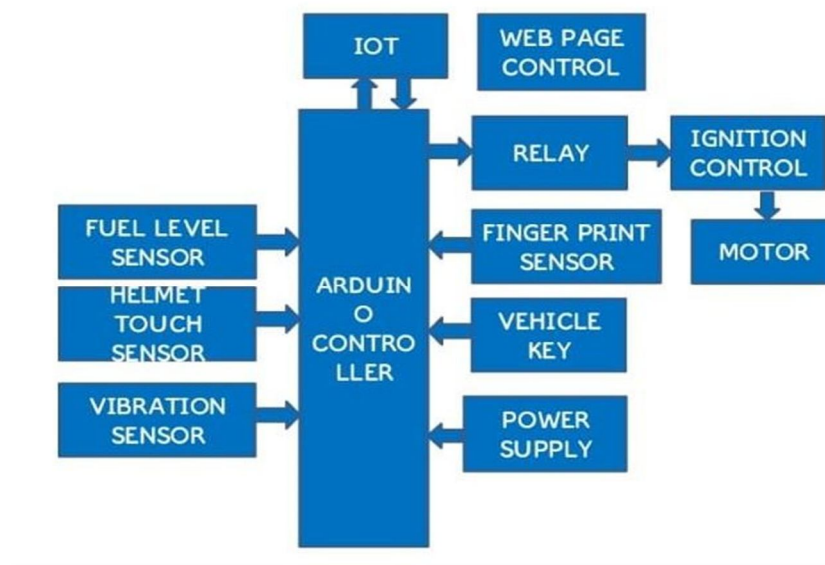 IOT
WEB PAGE
CONTROL
RELAY
IGNITION
CONTROL
FUEL LEVEL
SENSOR
FINGER PRINT
SENSOR
MOTOR
HELMET
TOUCH
SENSOR
ARDUIN
O
CONTRO
LLER
VEHICLE
KEY
VIBRATION
SENSOR
POWER
SUPPLY